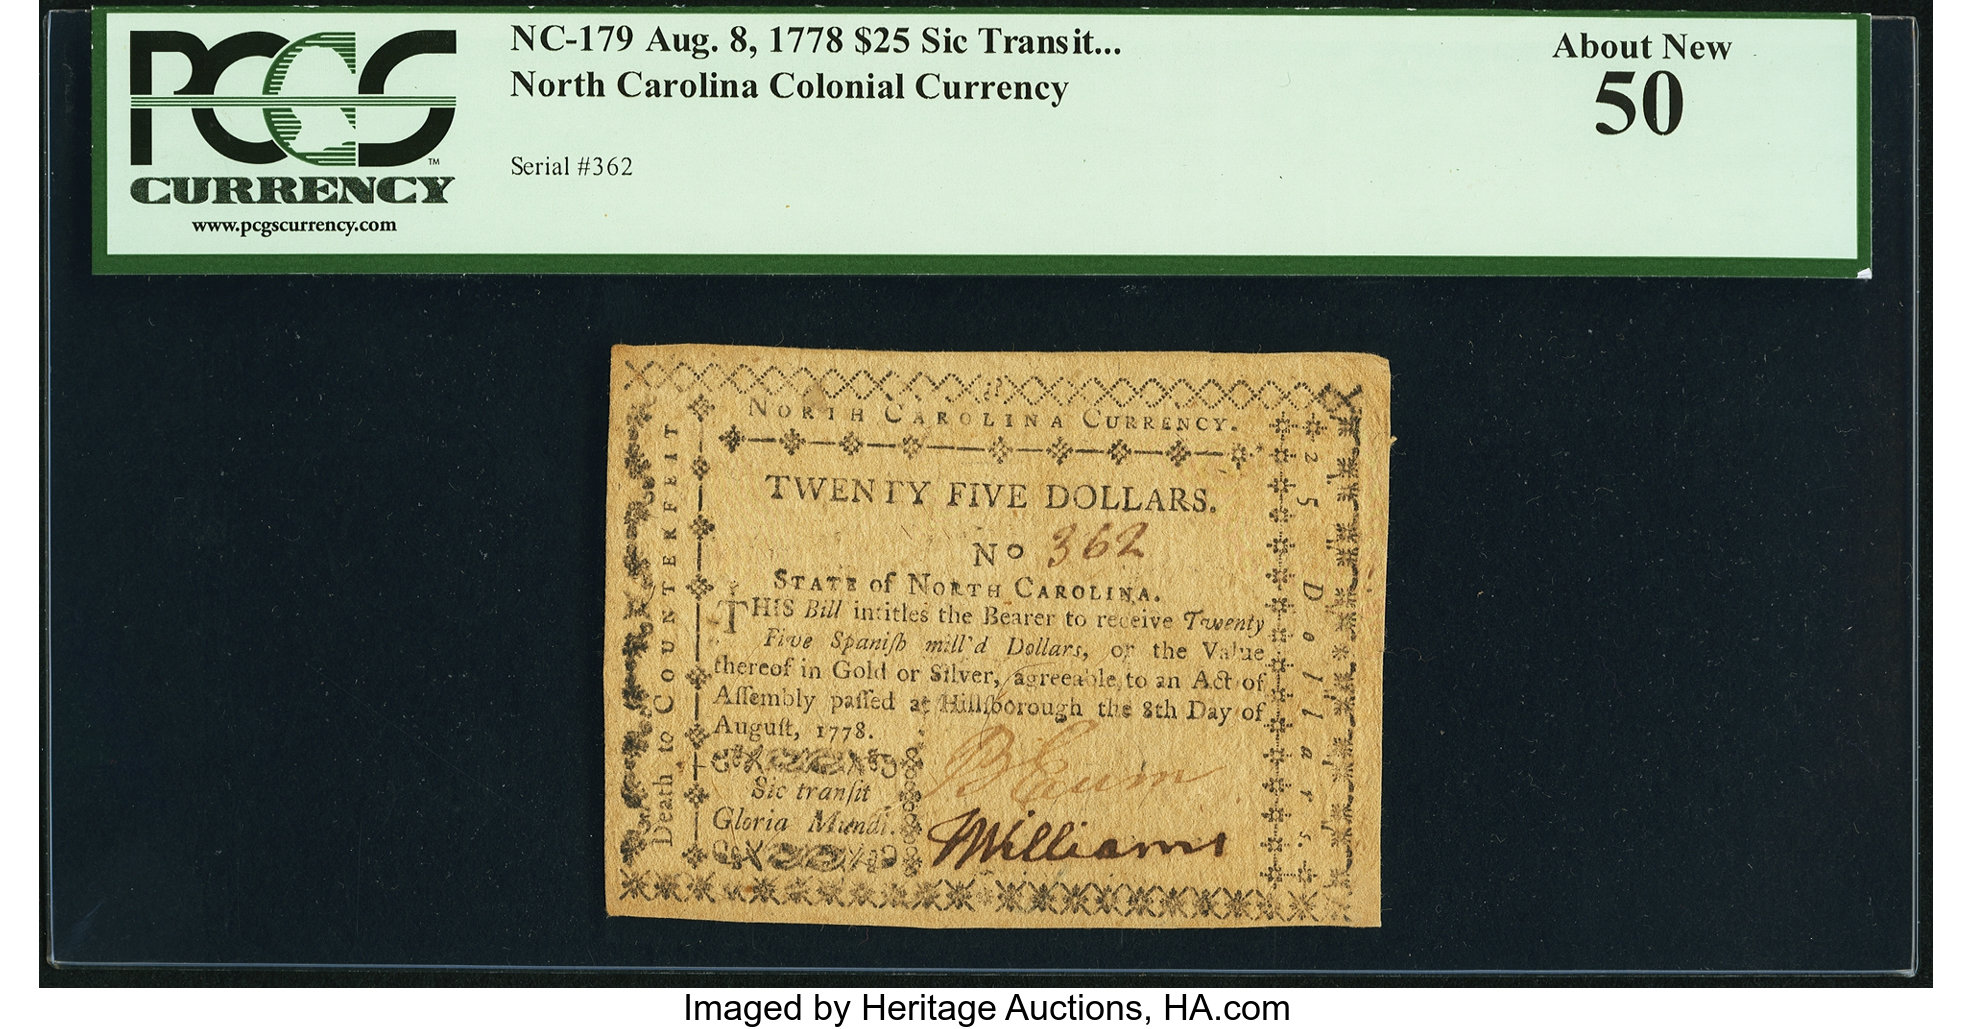 PCGS
CURRENCY
™
www.pcgscurrency.com
NC-179 Aug. 8, 1778 $25 Sic Transit...
North Carolina Colonial Currency
Serial #362
About New
50
NORTH CAROLINA CURRENCY.
TWENTY FIVE DOLLARS.
No 362
STATE of NORTH CAROLINA.
THIS Bill intitles the Bearer to receive Twenty
Five Spaniſh mill'd Dollars, or the Value
thereof in Gold or Silver, agreeable to an Act of
Aſſembly paſſed at Hillſborough the 8th Day of
Auguſt, 1778.
Sic tranſit
Gloria Mundi.
Death to COUNTERFEIT
25 Dollars.
Williams
Imaged by Heritage Auctions, HA.com